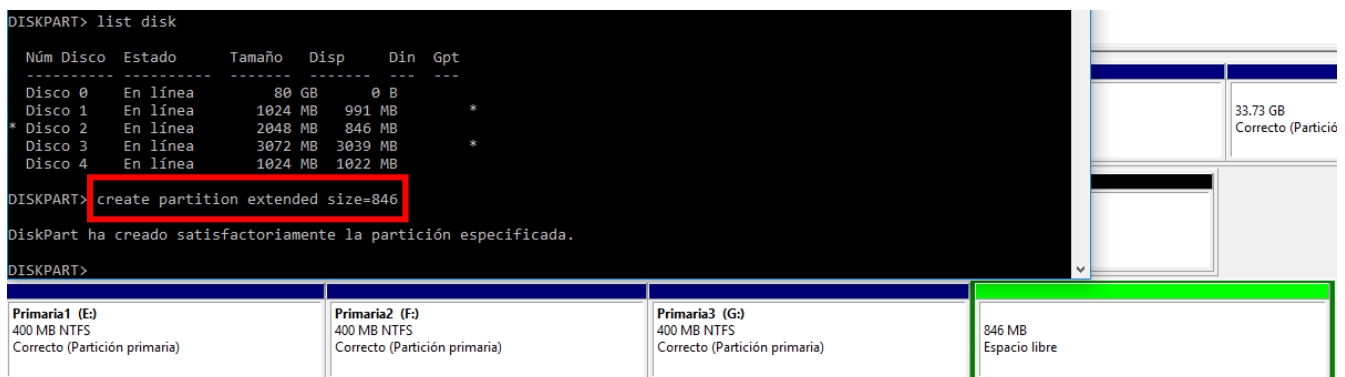 DISKPART> list disk
Núm Disco  Estado      Tamaño   Disp     Din  Gpt
---------- ----------  -------  -------  ---  ---
Disco 0    En línea        80 GB      0 B
Disco 1    En línea      1024 MB   991 MB        *
* Disco 2    En línea      2048 MB   846 MB
Disco 3    En línea      3072 MB  3039 MB        *
Disco 4    En línea      1024 MB  1022 MB
DISKPART> create partition extended size=846
DiskPart ha creado satisfactoriamente la partición especificada.
DISKPART>
33.73 GB
Correcto (Partició
Primaria1 (E:)
400 MB NTFS
Correcto (Partición primaria)
Primaria2 (F:)
400 MB NTFS
Correcto (Partición primaria)
Primaria3 (G:)
400 MB NTFS
Correcto (Partición primaria)
846 MB
Espacio libre